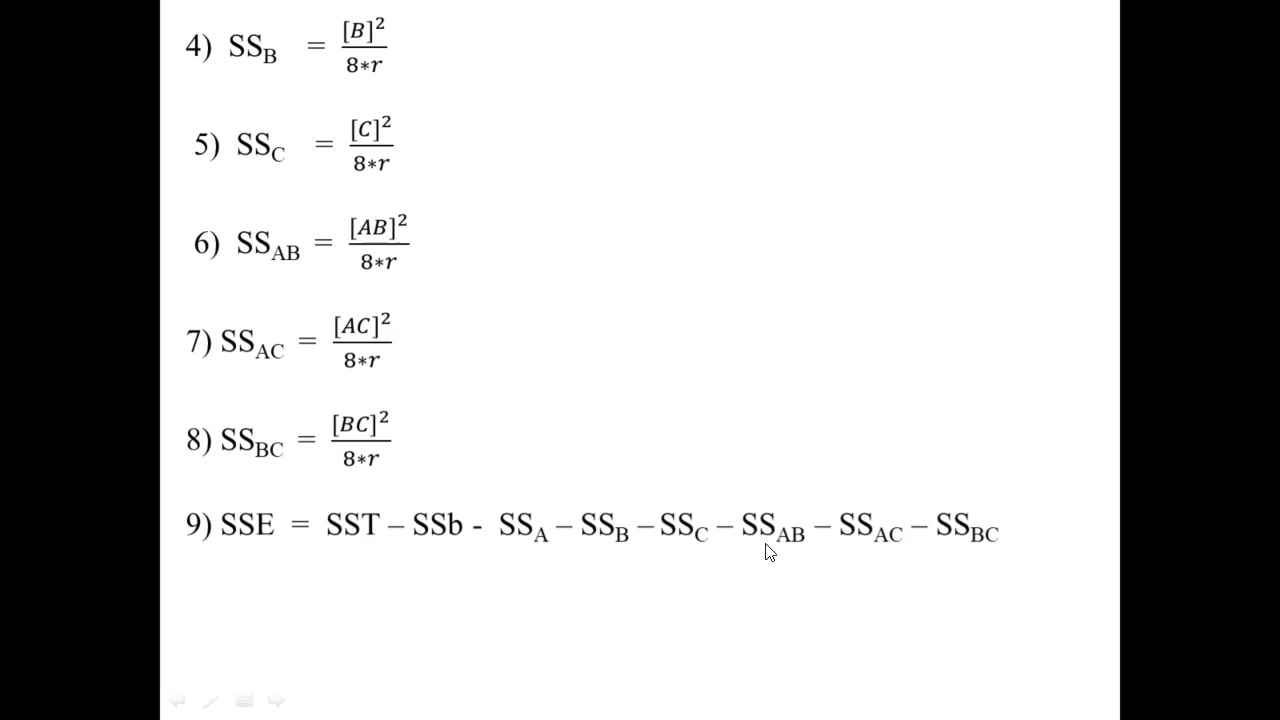 4) SS_B = [B]²/8*r
5) SS_C = [C]²/8*r
6) SS_AB = [AB]²/8*r
7) SS_AC = [AC]²/8*r
8) SS_BC = [BC]²/8*r
9) SSE = SST – SSb - SS_A – SS_B – SS_C – SS_AB – SS_AC – SS_BC